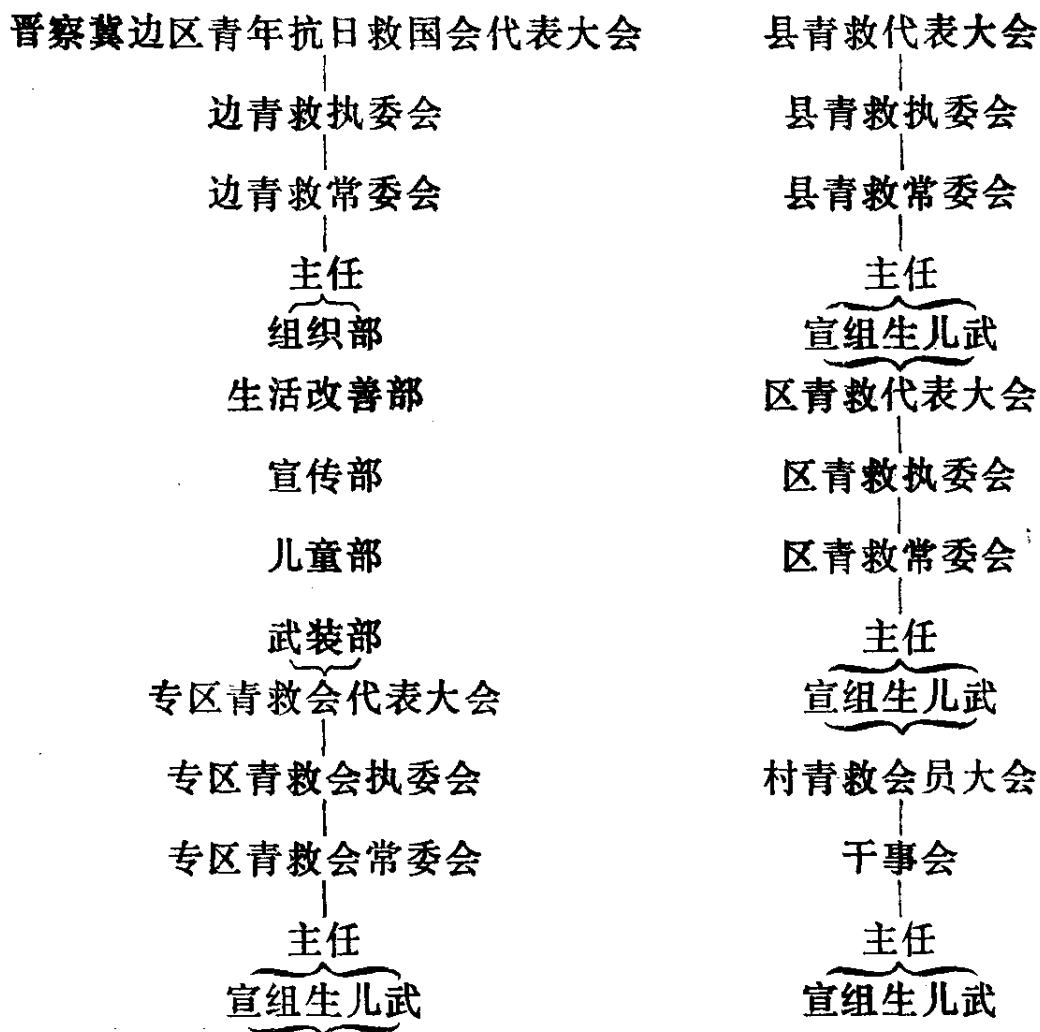 晋察冀边区青年抗日救国会代表大会
边青救执委会
边青救常委会
主任
组织部
生活改善部
宣传部
儿童部
武装部
专区青救会代表大会
专区青救会执委会
专区青救会常委会
主任
宣组生儿武
县青救代表大会
县青救执委会
县青救常委会
主任
宣组生儿武
区青救代表大会
区青救执委会
区青救常委会
主任
宣组生儿武
村青救会员大会
干事会
主任
宣组生儿武